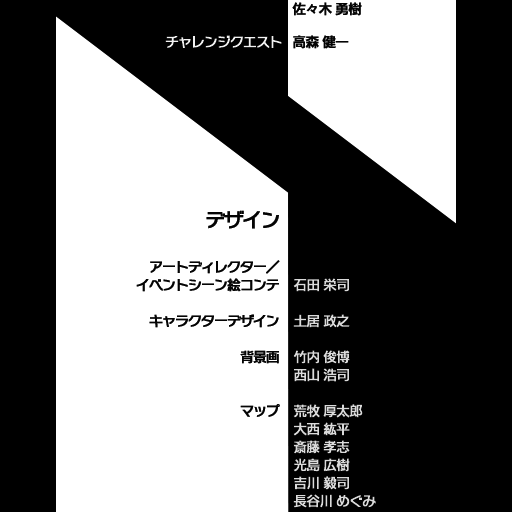 佐々木 勇樹
チャレンジクエスト 高森 健一
デザイン
アートディレクター／
イベントシーン絵コンテ 石田 栄司
キャラクターデザイン 土居 政之
背景画 竹内 俊博
西山 浩司
マップ 荒牧 厚太郎
大西 紘平
斎藤 孝志
光島 広樹
吉川 毅司
長谷川 めぐみ